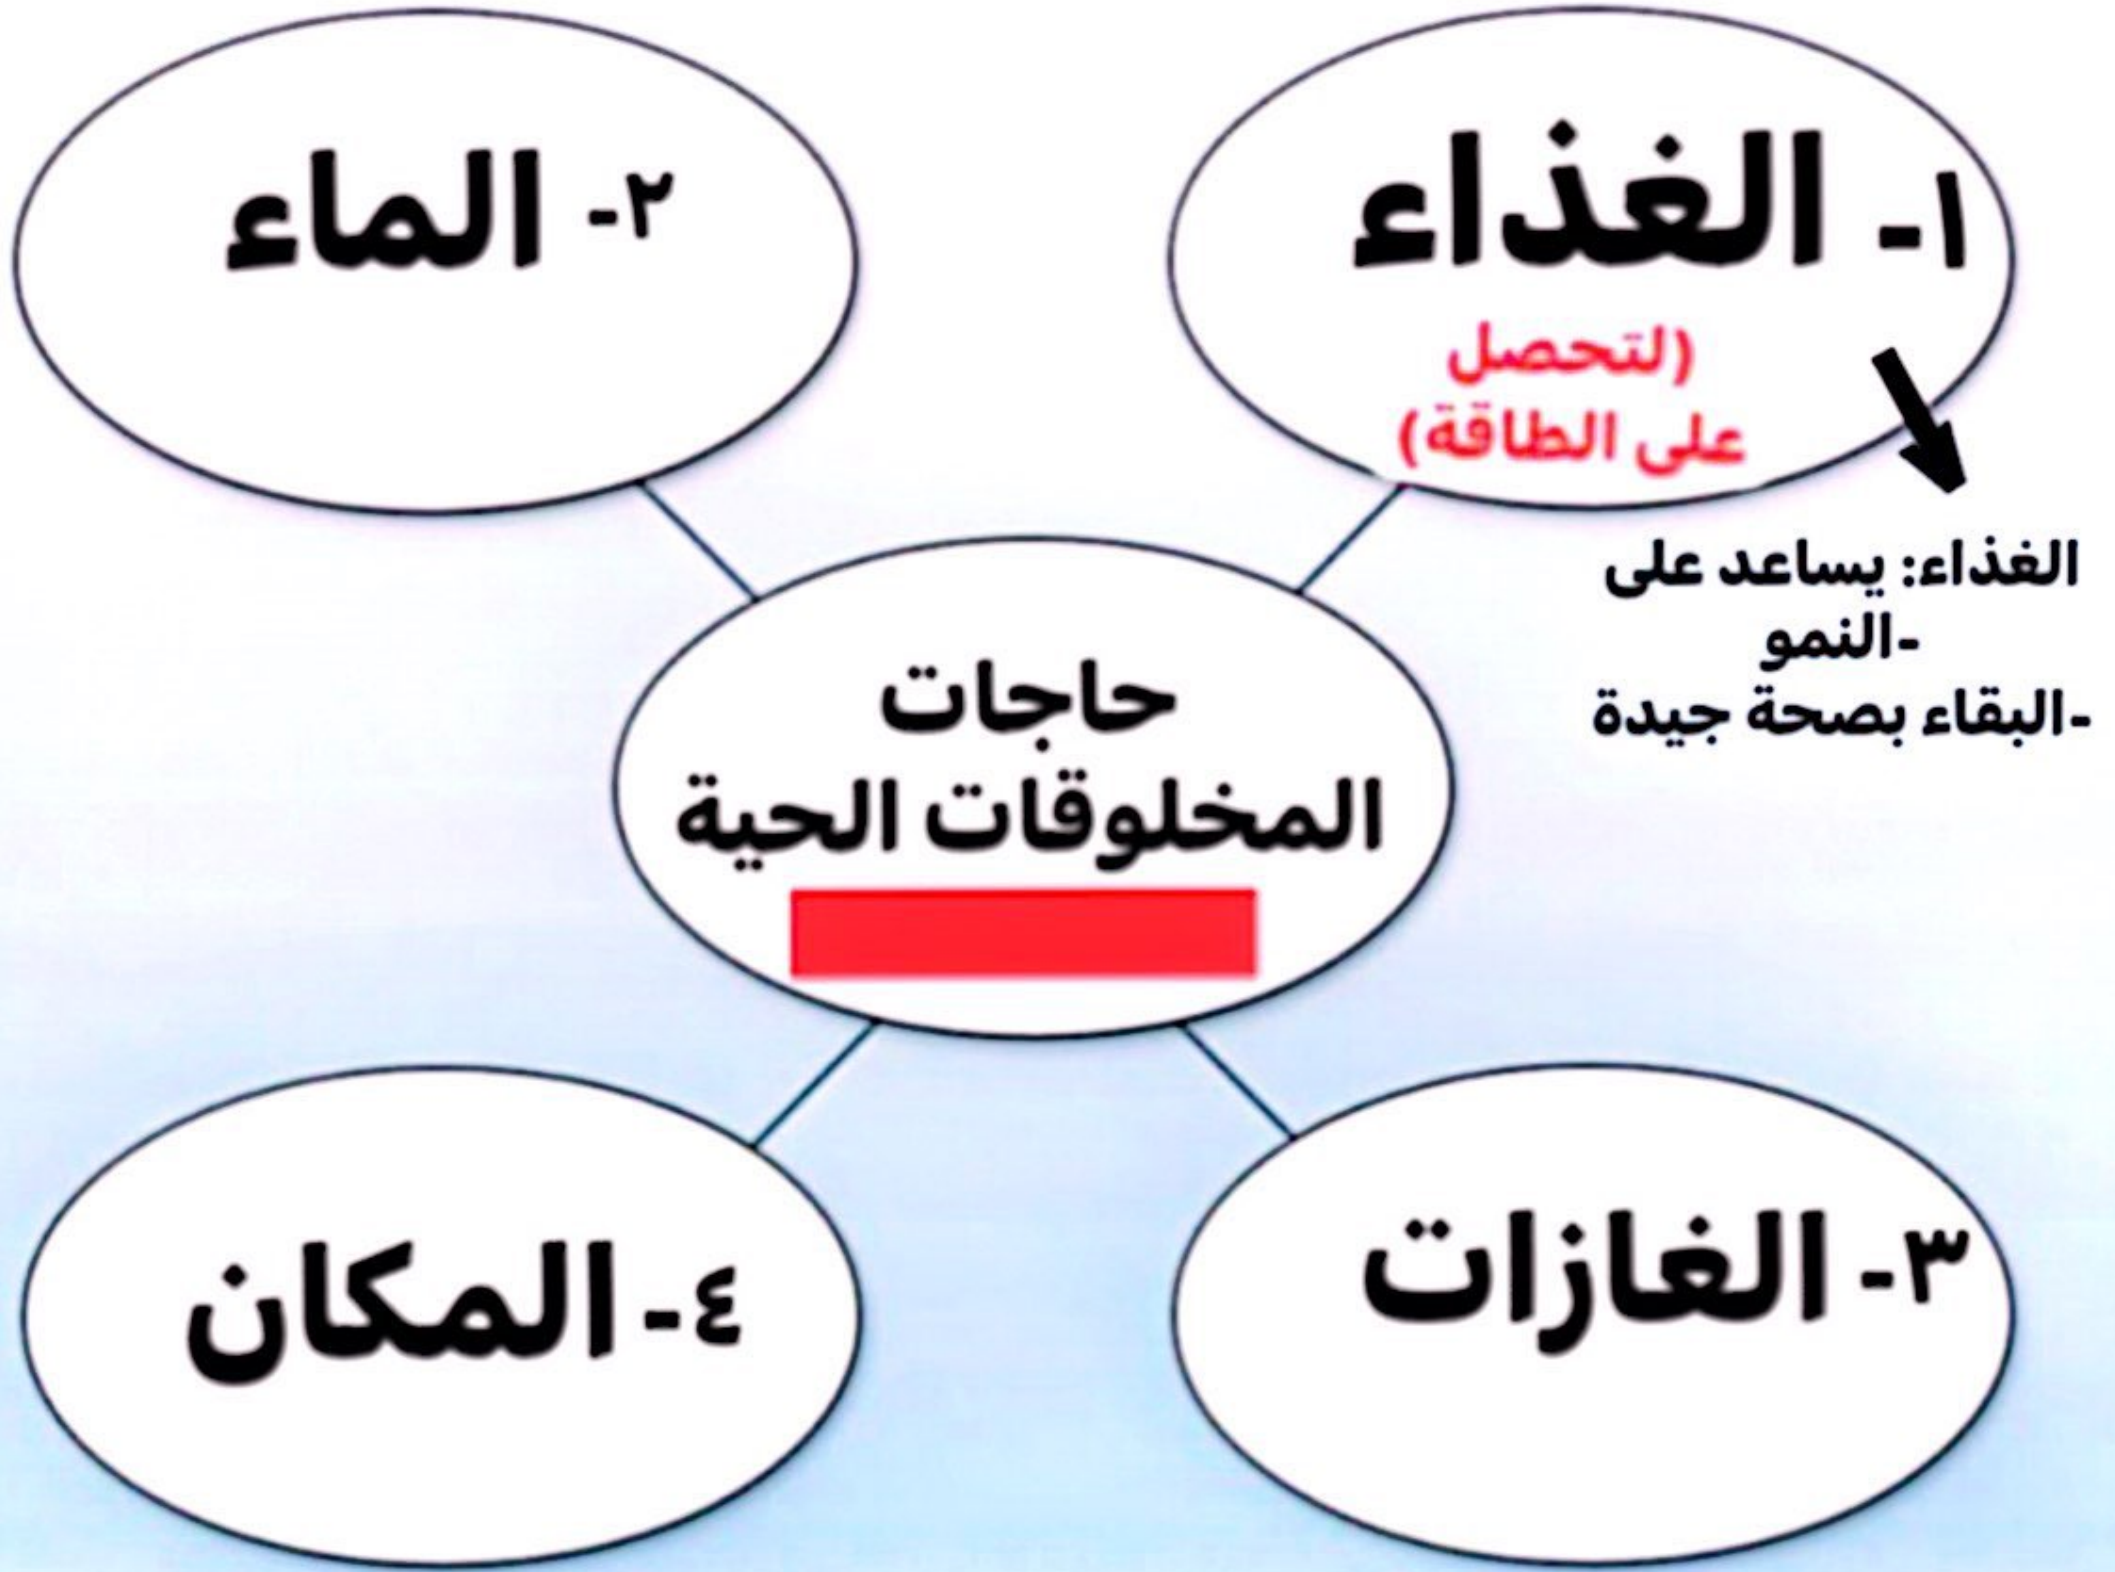 ١- الغذاء
(لتحصل
على الطاقة)
الغذاء: يساعد على
-النمو
-البقاء بصحة جيدة
٢- الماء
حاجات
المخلوقات الحية
٣- الغازات
٤- المكان